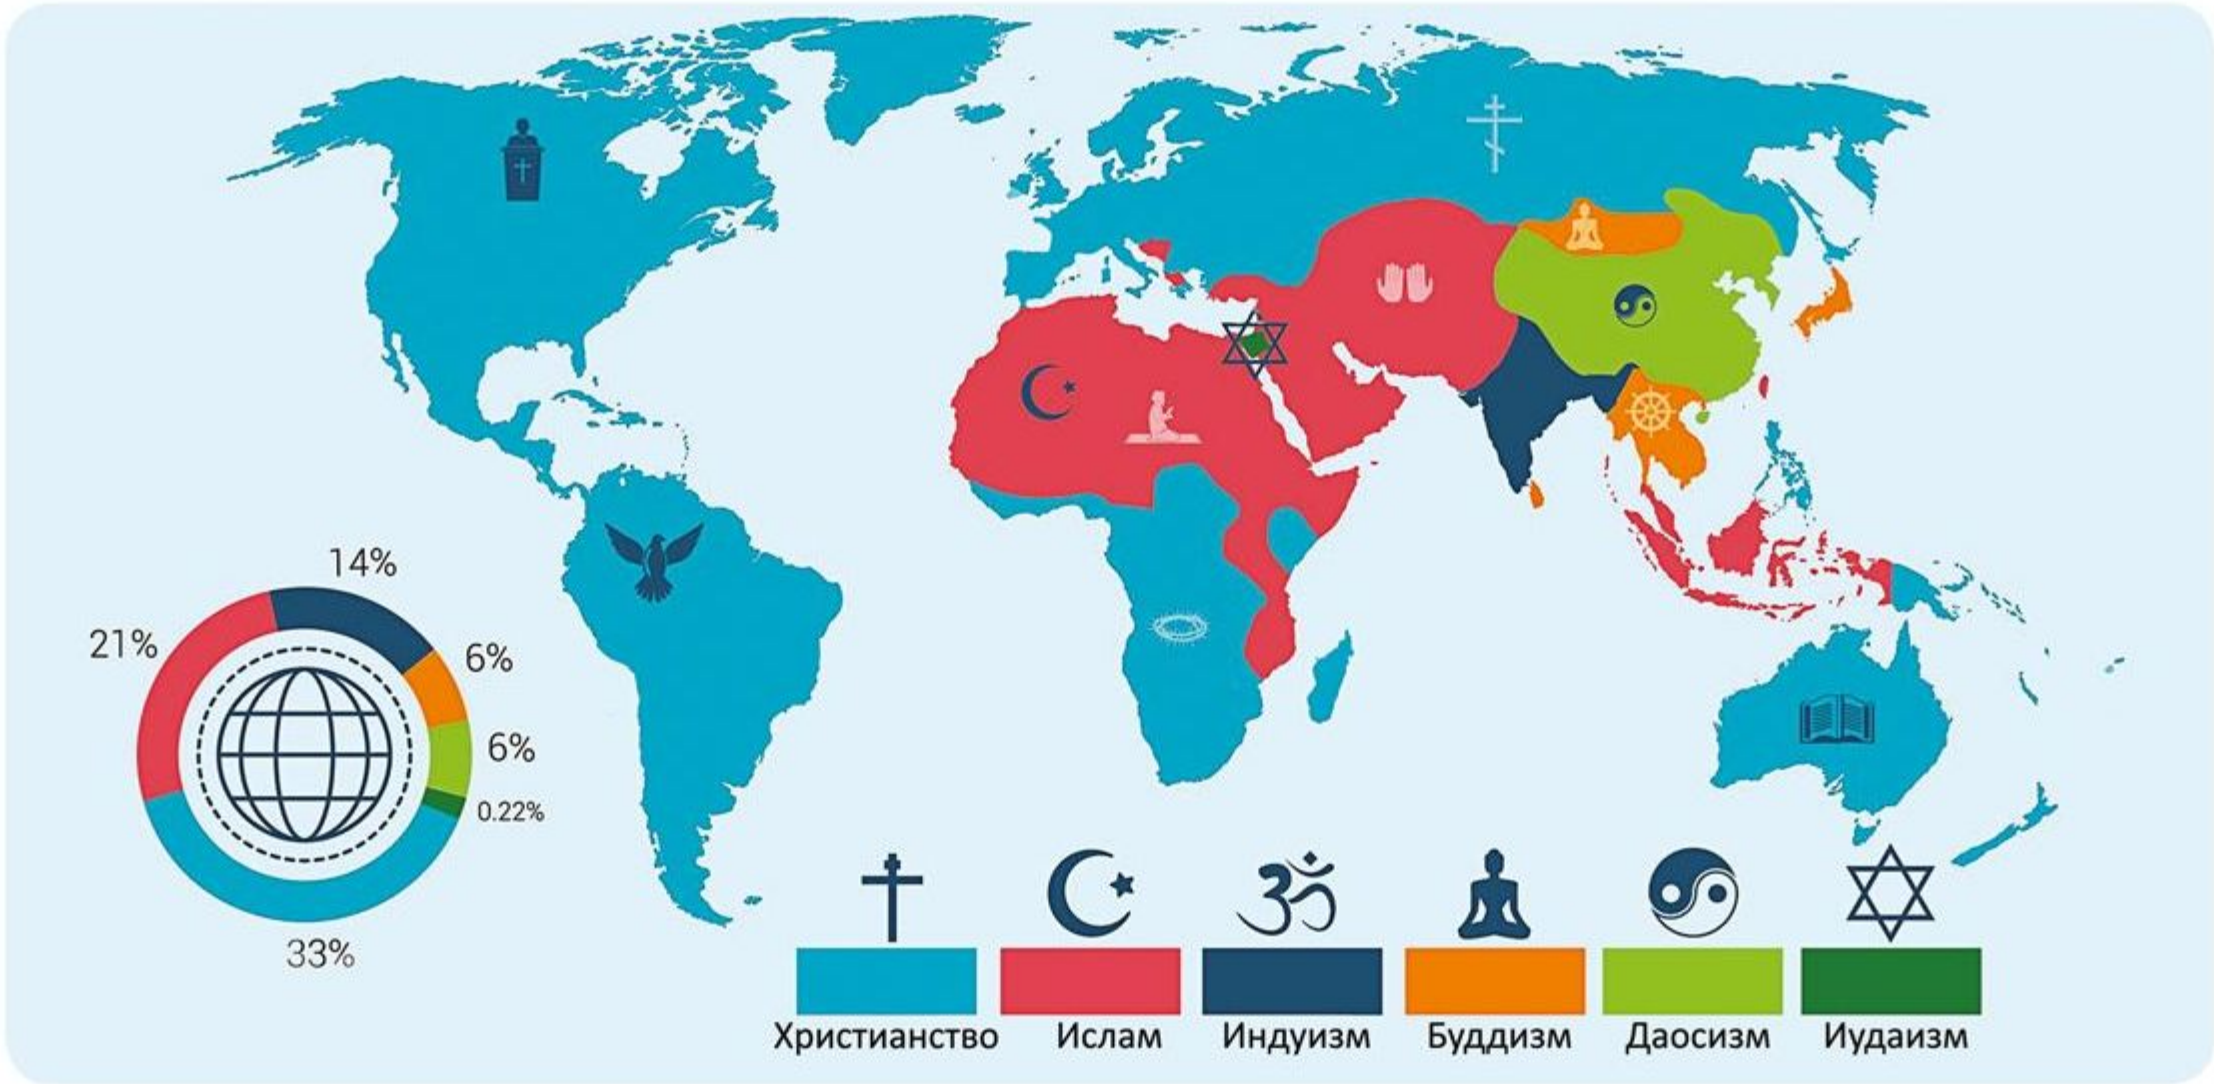 14%
21%
6%
6%
0.22%
33%
Христианство
Ислам
Индуизм
Буддизм
Даосизм
Иудаизм